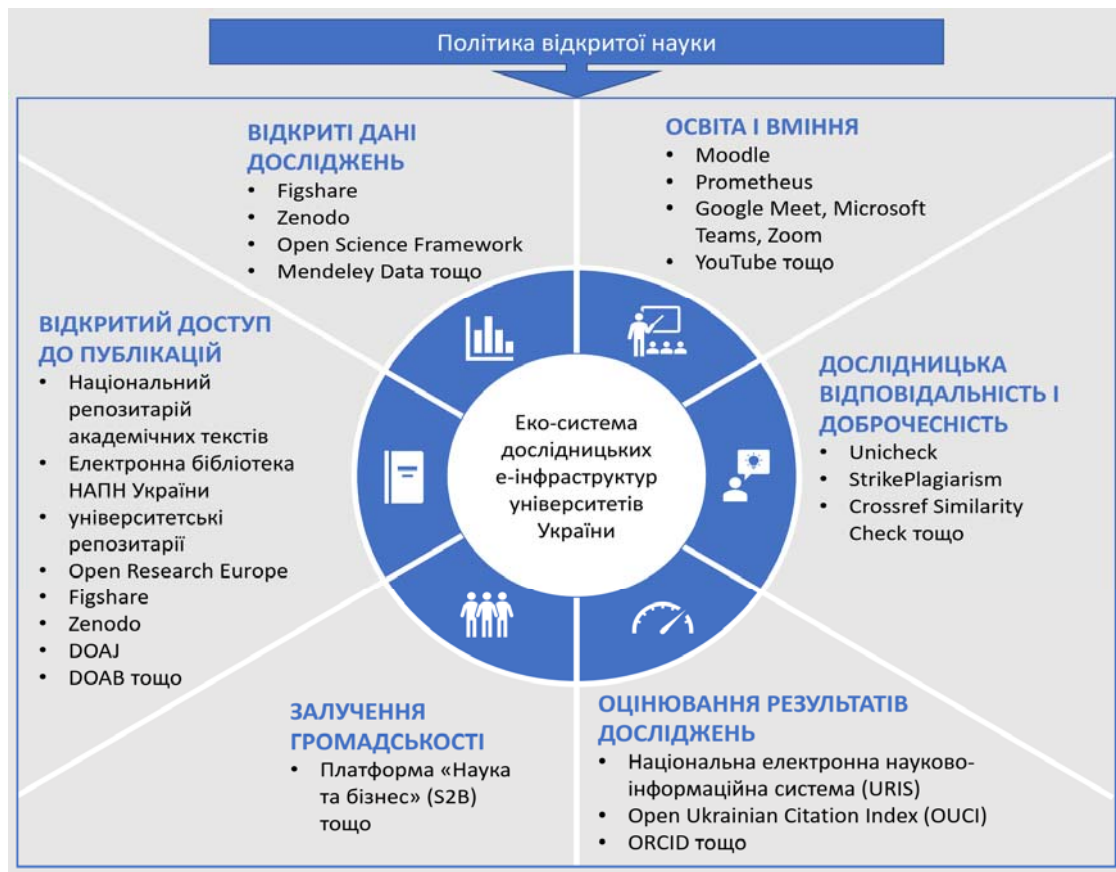 Політика відкритої науки
ВІДКРИТІ ДАНІ
ДОСЛІДЖЕНЬ
• Figshare
• Zenodo
• Open Science Framework
• Mendeley Data тощо
ОСВІТА І ВМІННЯ
• Moodle
• Prometheus
• Google Meet, Microsoft
Teams, Zoom
• YouTube тощо
ВІДКРИТИЙ ДОСТУП
ДО ПУБЛІКАЦІЙ
• Національний
репозитарій
академічних текстів
• Електронна бібліотека
НАПН України
• університетські
репозитарії
• Open Research Europe
• Figshare
• Zenodo
• DOAJ
• DOAB тощо
Еко-система
дослідницьких
е-інфраструктур
університетів
України
ДОСЛІДНИЦЬКА
ВІДПОВІДАЛЬНІСТЬ І
ДОБРОЧЕСНІСТЬ
• Unicheck
• StrikePlagiarism
• Crossref Similarity
Check тощо
ЗАЛУЧЕННЯ
ГРОМАДСЬКОСТІ
• Платформа «Наука
та бізнес» (S2B)
тощо
ОЦІНЮВАННЯ РЕЗУЛЬТАТІВ
ДОСЛІДЖЕНЬ
• Національна електронна науково-
інформаційна система (URIS)
• Open Ukrainian Citation Index (OUCI)
• ORCID тощо